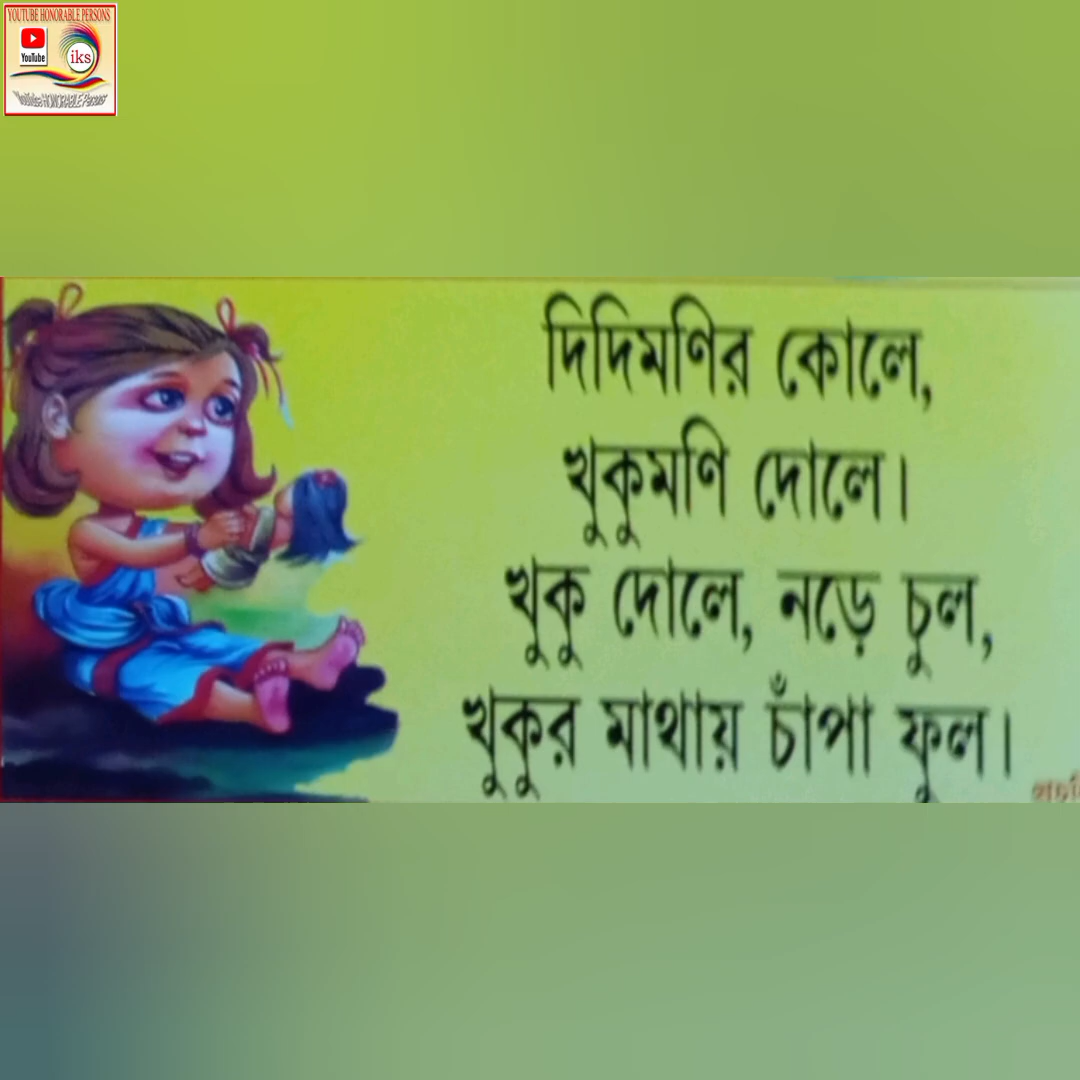 YOUTUBE HONORABLE PERSONS
YouTube
iks
দিদিমণির কোলে,
খুকুমণি দোলে।
খুকু দোলে, নড়ে চুল,
খুকুর মাথায় চাঁপা ফুল।